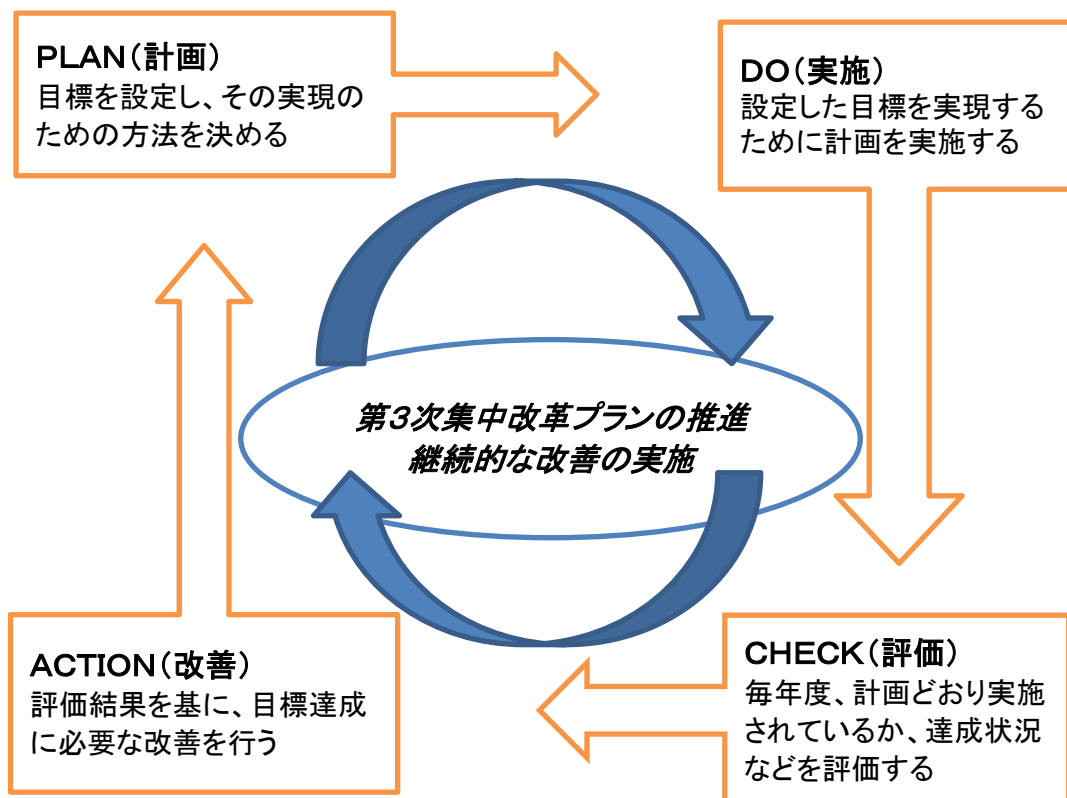 PLAN(計画)
目標を設定し、その実現の
ための方法を決める
DO(実施)
設定した目標を実現する
ために計画を実施する
第3次集中改革プランの推進
継続的な改善の実施
ACTION(改善)
評価結果を基に、目標達成
に必要な改善を行う
CHECK(評価)
毎年度、計画どおり実施
されているか、達成状況
などを評価する